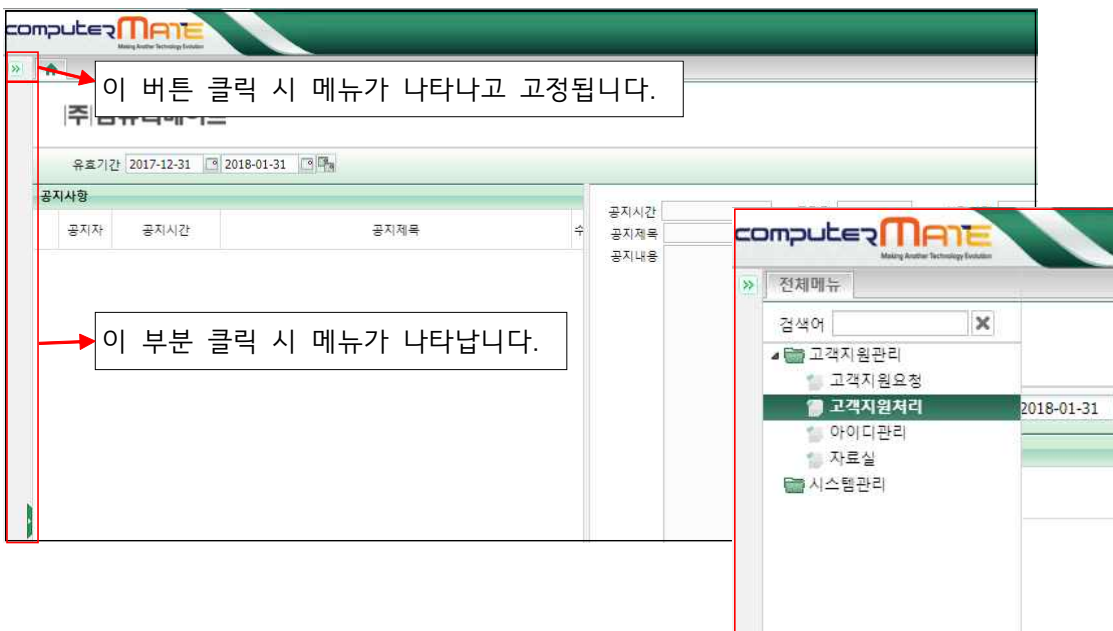 computerMATE
Making Another Technology Evolution
이 버튼 클릭 시 메뉴가 나타나고 고정됩니다.
유효기간 2017-12-31 2018-01-31
공지사항
공지자 공지시간 공지제목
공지시간
공지제목
공지내용
이 부분 클릭 시 메뉴가 나타납니다.
computerMATE
Making Another Technology Evolution
전체메뉴
검색어
고객지원관리
고객지원요청
고객지원처리
2018-01-31
아이디관리
자료실
시스템관리